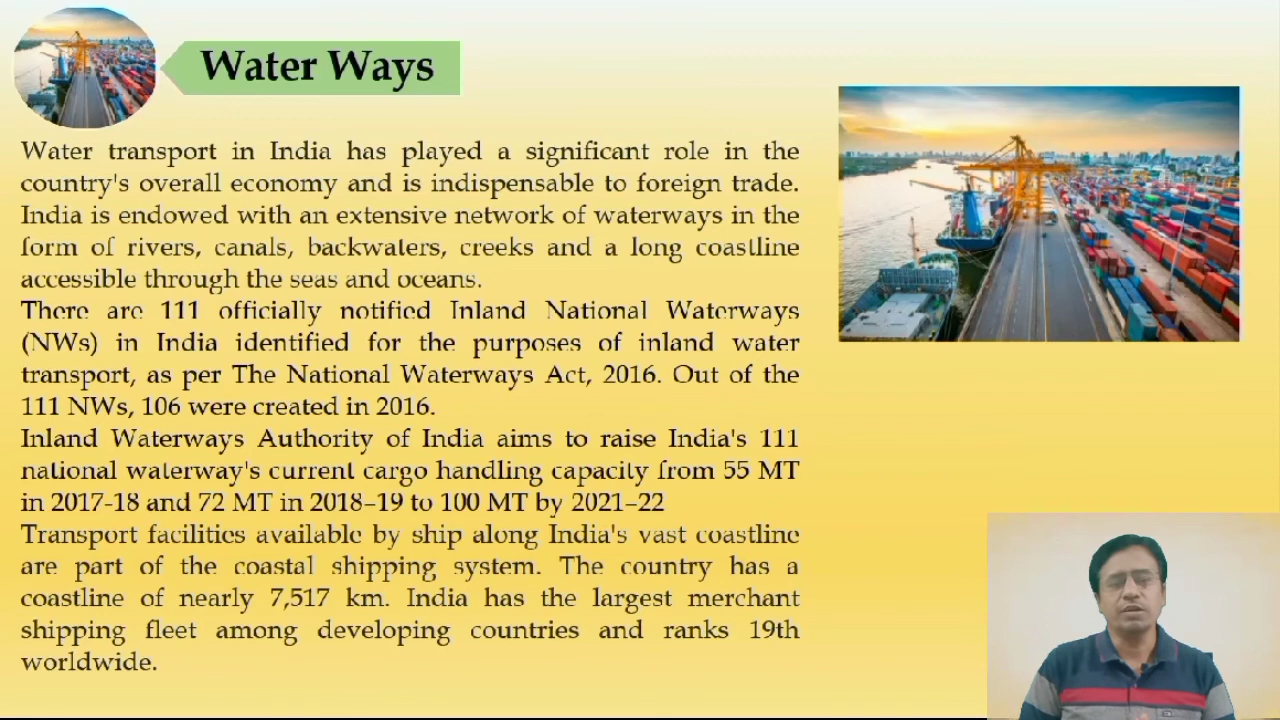 Water Ways
Water transport in India has played a significant role in the
country's overall economy and is indispensable to foreign trade.
India is endowed with an extensive network of waterways in the
form of rivers, canals, backwaters, creeks and a long coastline
accessible through the seas and oceans.
There are 111 officially notified Inland National Waterways
(NWs) in India identified for the purposes of inland water
transport, as per The National Waterways Act, 2016. Out of the
111 NWs, 106 were created in 2016.
Inland Waterways Authority of India aims to raise India's 111
national waterway's current cargo handling capacity from 55 MT
in 2017-18 and 72 MT in 2018–19 to 100 MT by 2021–22
Transport facilities available by ship along India's vast coastline
are part of the coastal shipping system. The country has a
coastline of nearly 7,517 km. India has the largest merchant
shipping fleet among developing countries and ranks 19th
worldwide.